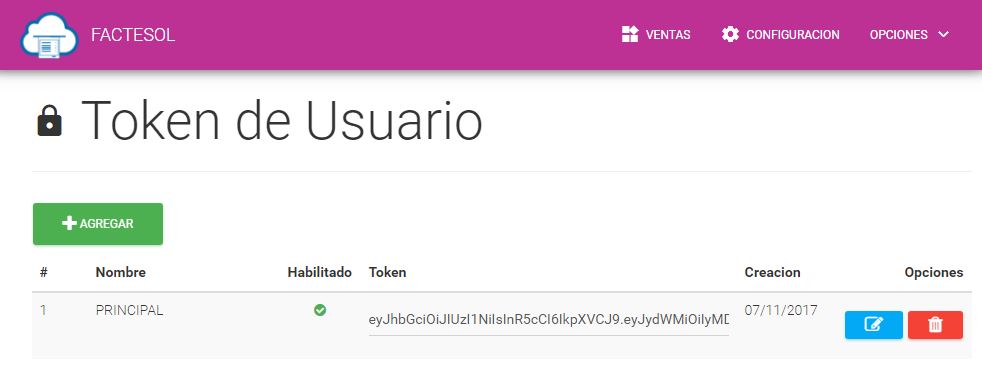 FACTESOL VENTAS CONFIGURACION OPCIONES
Token de Usuario
AGREGAR
# Nombre Habilitado Token Creacion Opciones
1 PRINCIPAL eyJhbGciOiJIUzI1NiIsInR5cCI6IkpXVCJ9.eyJydWMiOiIyMD 07/11/2017